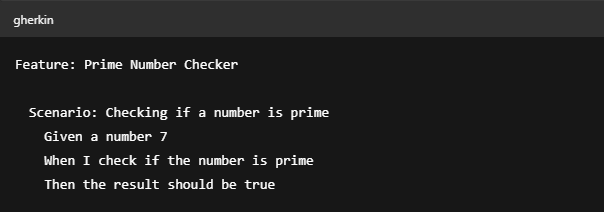 gherkin
Feature: Prime Number Checker
Scenario: Checking if a number is prime
Given a number 7
When I check if the number is prime
Then the result should be true